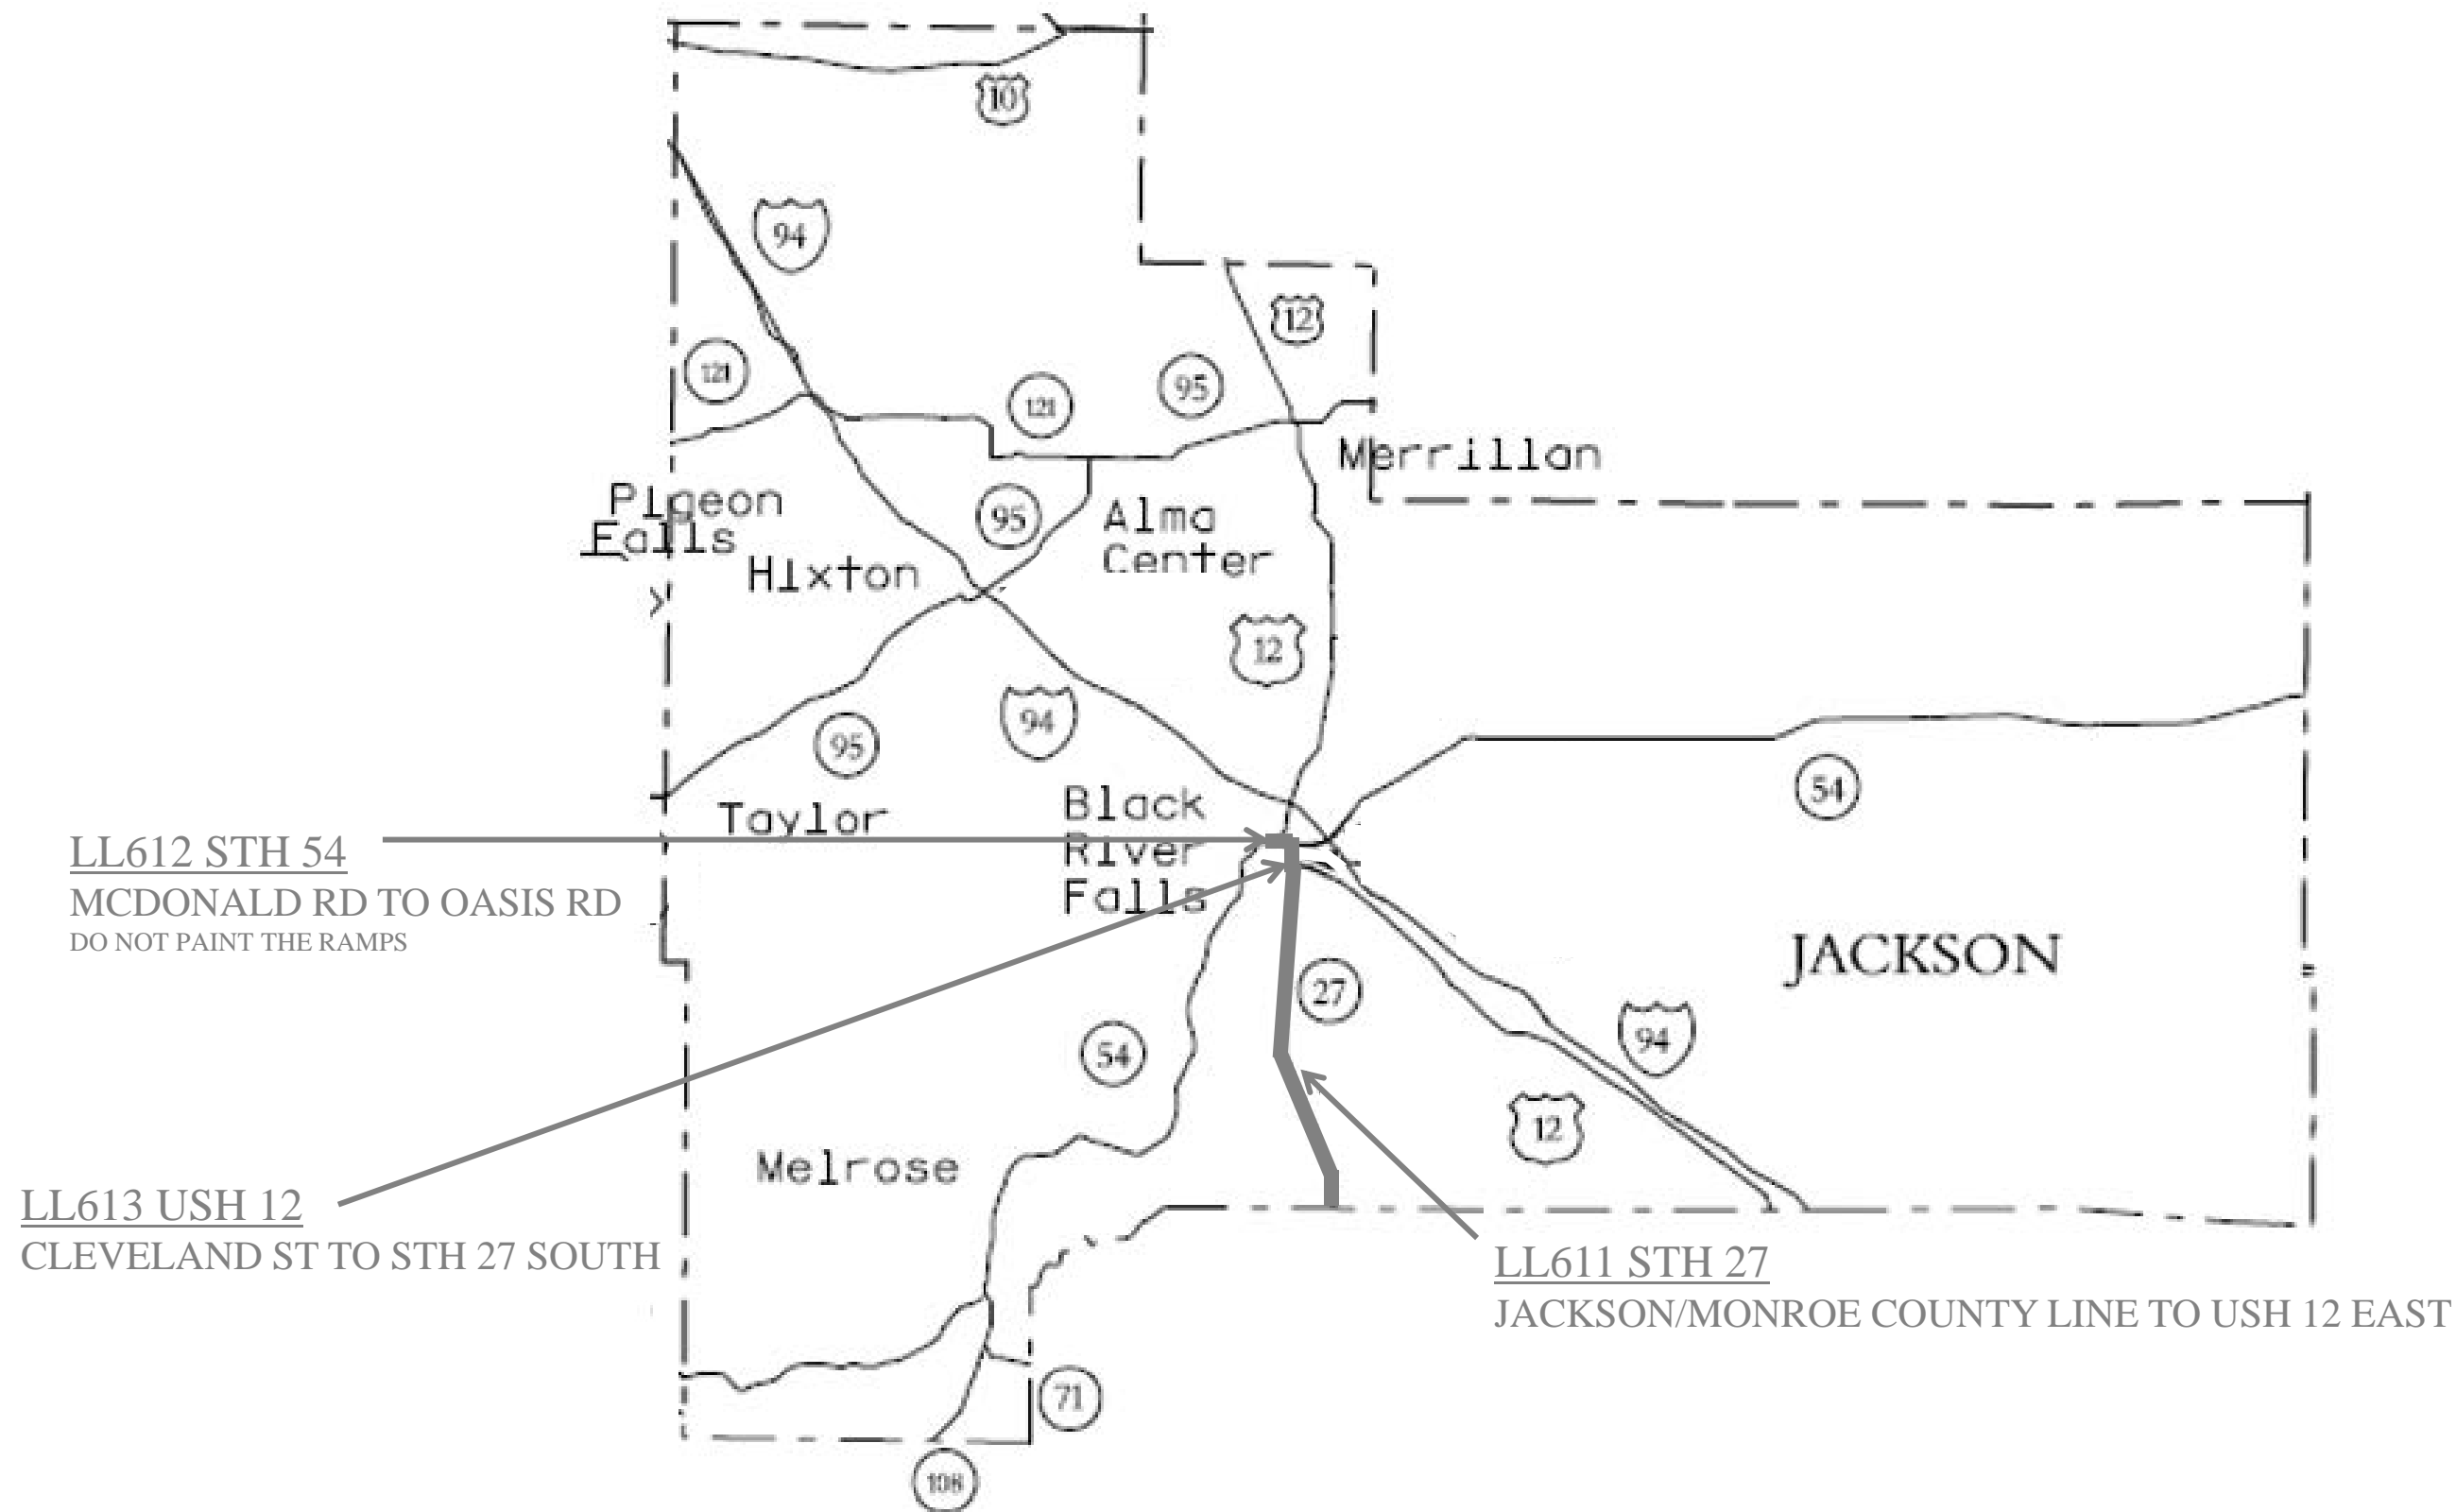 10
94
12
121
121
95
Merrillan
Pigeon
Falls
95
Alma
Center
Hixton
12
94
95
54
Taylor
Black
River
Falls
LL612 STH 54
MCDONALD RD TO OASIS RD
DO NOT PAINT THE RAMPS
JACKSON
27
94
54
12
Melrose
LL613 USH 12
CLEVELAND ST TO STH 27 SOUTH
LL611 STH 27
JACKSON/MONROE COUNTY LINE TO USH 12 EAST
71
108